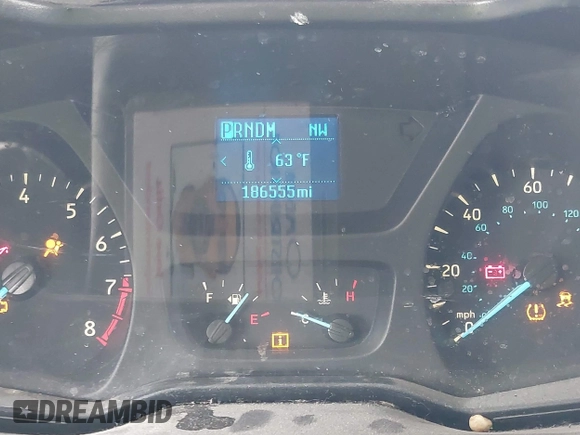 PRNDM NW
< 63 °F
186555mi
4 5 6 7 8
F E
C H
mph 0 20 40 60
20 60 80 100 120
DREAMBID